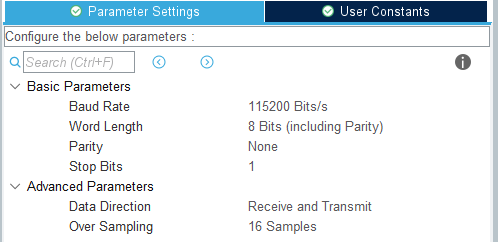 Parameter Settings
User Constants
Configure the below parameters :
Search (Ctrl+F)
Basic Parameters
Baud Rate 115200 Bits/s
Word Length 8 Bits (including Parity)
Parity None
Stop Bits 1
Advanced Parameters
Data Direction Receive and Transmit
Over Sampling 16 Samples